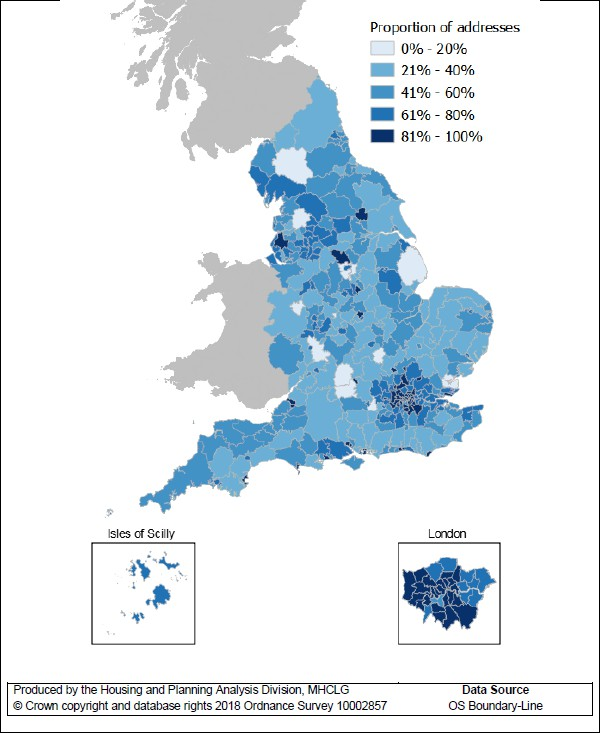 Proportion of addresses
0% - 20%
21% - 40%
41% - 60%
61% - 80%
81% - 100%
Isles of Scilly
London
Produced by the Housing and Planning Analysis Division, MHCLG
© Crown copyright and database rights 2018 Ordnance Survey 10002857
Data Source
OS Boundary-Line